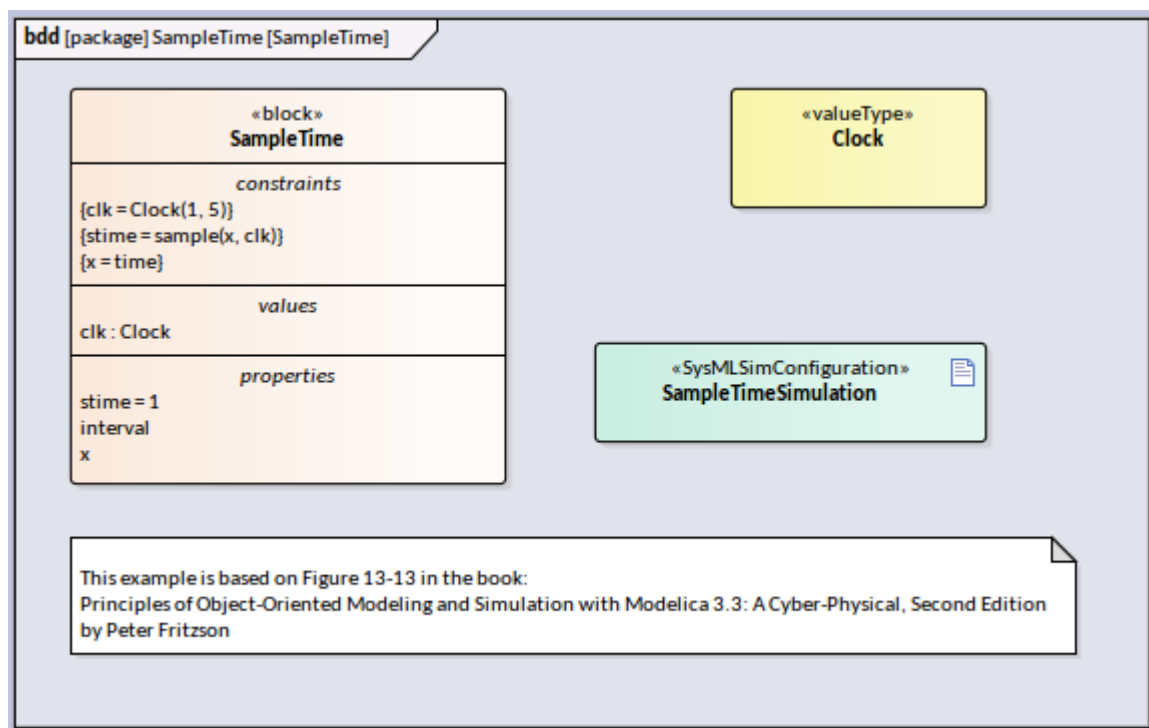 bdd [package] SampleTime [SampleTime]
«block»
SampleTime
constraints
{clk = Clock(1, 5)}
{stime = sample(x, clk)}
{x = time}
values
clk : Clock
properties
stime = 1
interval
x
«valueType»
Clock
«SysMLSimConfiguration»
SampleTimeSimulation
This example is based on Figure 13-13 in the book:
Principles of Object-Oriented Modeling and Simulation with Modelica 3.3: A Cyber-Physical, Second Edition
by Peter Fritzson